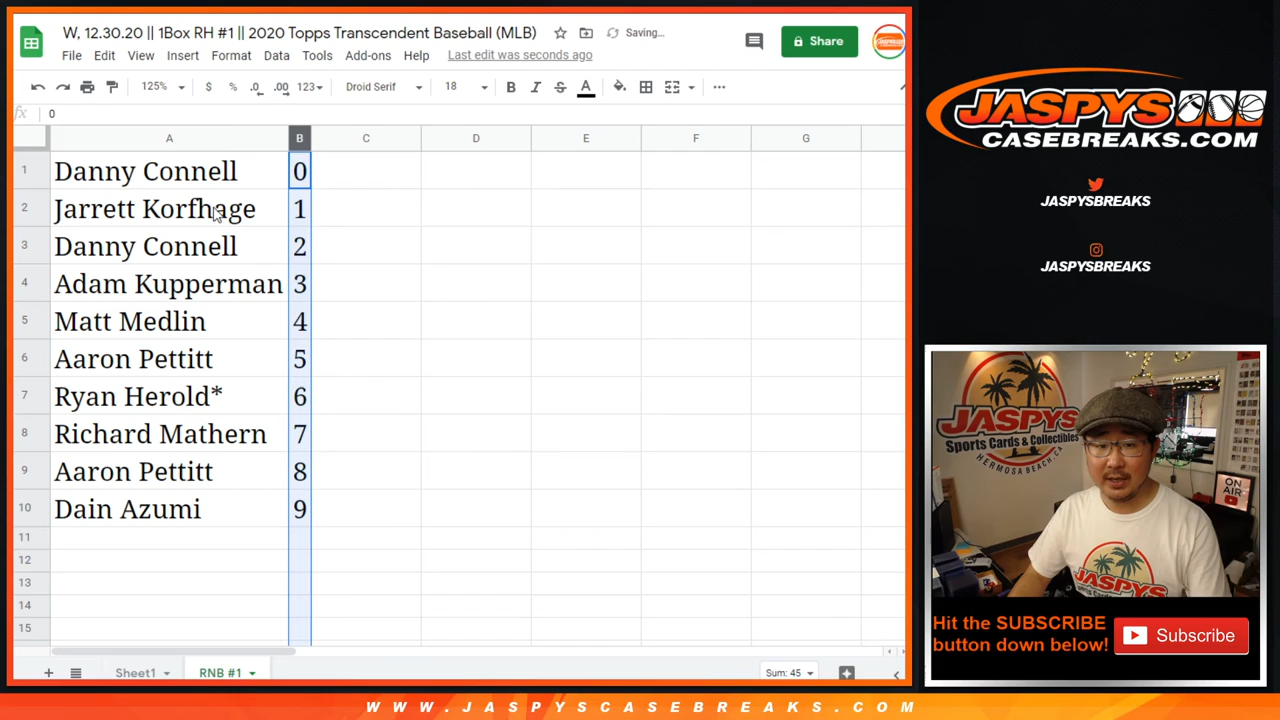 W, 12.30.20 || 1Box RH #1 || 2020 Topps Transcendent Baseball (MLB)
Saving...
Share
File Edit View Insert Format Data Tools Add-ons Help Last edit was seconds ago
125% $ % .0 .00 123 Droid Serif 18 B I S A
fx 0
A B C D E F G
1 Danny Connell 0
2 Jarrett Korfhage 1
3 Danny Connell 2
4 Adam Kupperman 3
5 Matt Medlin 4
6 Aaron Pettitt 5
7 Ryan Herold* 6
8 Richard Mathern 7
9 Aaron Pettitt 8
10 Dain Azumi 9
11
12
13
14
15
Sheet1 RNB #1 Sum: 45
JASPYS
CASEBREAKS.COM
JASPYSBREAKS
JASPYSBREAKS
JASPYS
Sports Cards & Collectibles
HERMOSA BEACH, CA
ON AIR
JASPYS
Hit the SUBSCRIBE
button down below!
Subscribe
WWW.JASPYSCASEBREAKS.COM